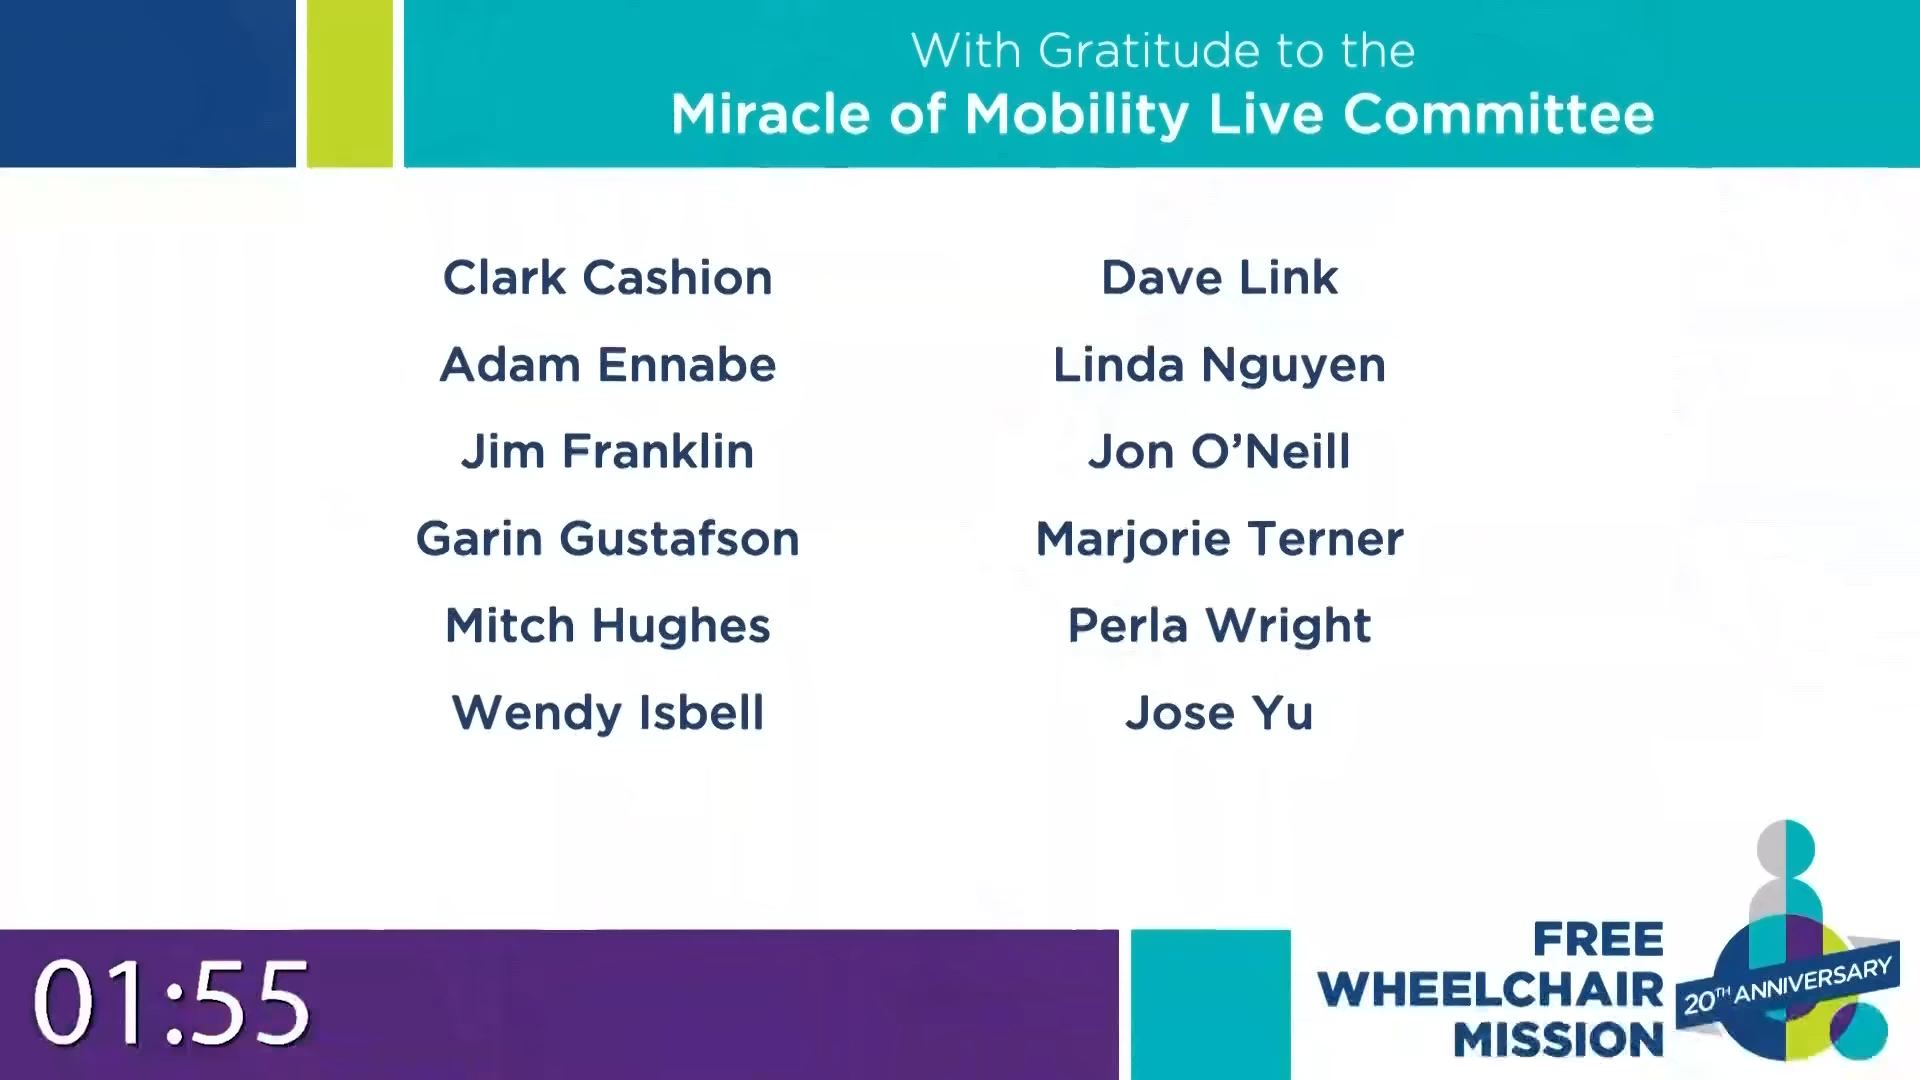 With Gratitude to the
Miracle of Mobility Live Committee
Clark Cashion
Adam Ennabe
Jim Franklin
Garin Gustafson
Mitch Hughes
Wendy Isbell
Dave Link
Linda Nguyen
Jon O’Neill
Marjorie Terner
Perla Wright
Jose Yu
01:55
FREE
WHEELCHAIR
MISSION
20TH ANNIVERSARY